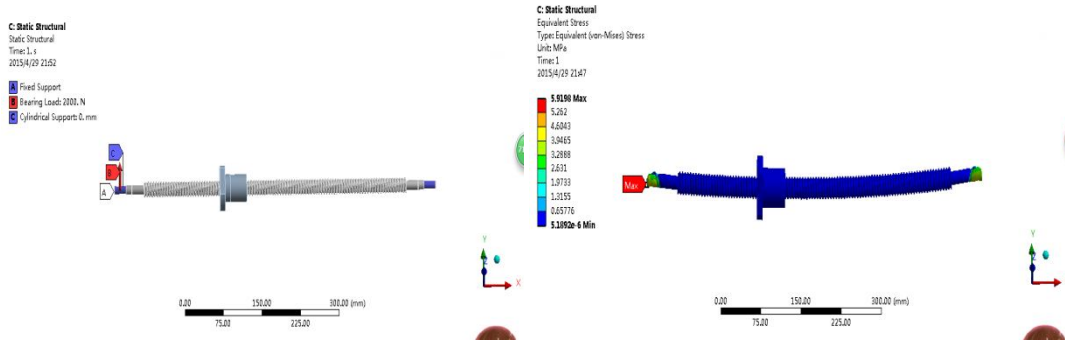 C: Static Structural
Static Structural
Time: 1. s
2015/4/29 21:52
A Fixed Support
B Bearing Load: 2000. N
C Cylindrical Support: 0. mm
C
B
A
Y
Z
X
0.00 150.00 300.00 (mm)
75.00 225.00
C: Static Structural
Equivalent Stress
Type: Equivalent (von-Mises) Stress
Unit: MPa
Time: 1
2015/4/29 21:47
5.9198 Max
5.262
4.6043
3.9465
3.2888
2.631
1.9733
1.3155
0.65776
5.1892e-6 Min
Max
Y
0.00 150.00 300.00 (mm)
75.00 225.00